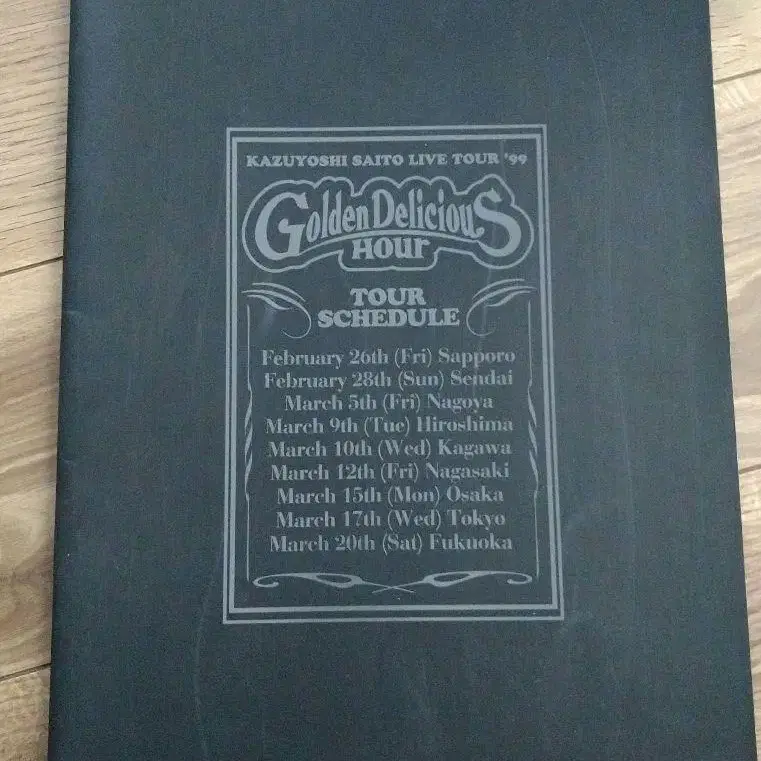 KAZUYOSHI SAITO LIVE TOUR '99
Golden Delicious
Hour
TOUR
SCHEDULE
February 26th (Fri) Sapporo
February 28th (Sun) Sendai
March 5th (Fri) Nagoya
March 9th (Tue) Hiroshima
March 10th (Wed) Kagawa
March 12th (Fri) Nagasaki
March 15th (Mon) Osaka
March 17th (Wed) Tokyo
March 20th (Sat) Fukuoka